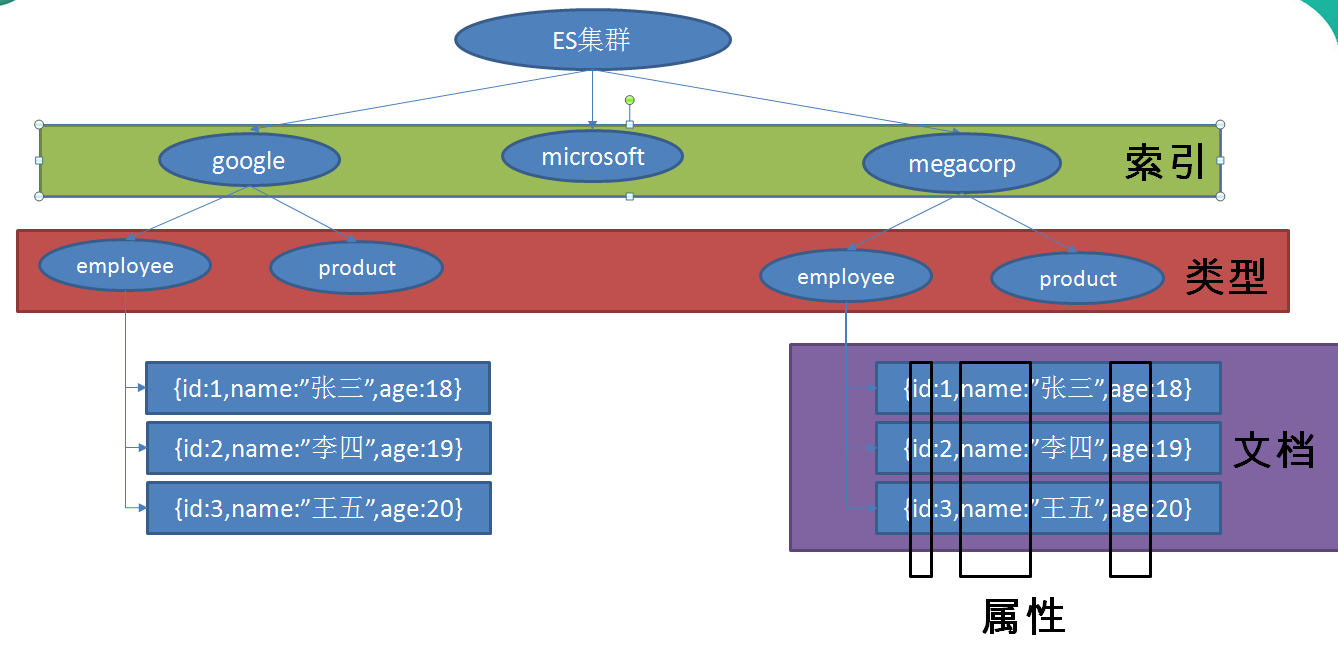 ES集群
google
microsoft
megacorp
索引
employee
product
employee
product
类型
{id:1,name:”张三”,age:18}
{id:2,name:”李四”,age:19}
{id:3,name:”王五”,age:20}
{id:1,name:”张三”,age:18}
{id:2,name:”李四”,age:19}
{id:3,name:”王五”,age:20}
文档
属性